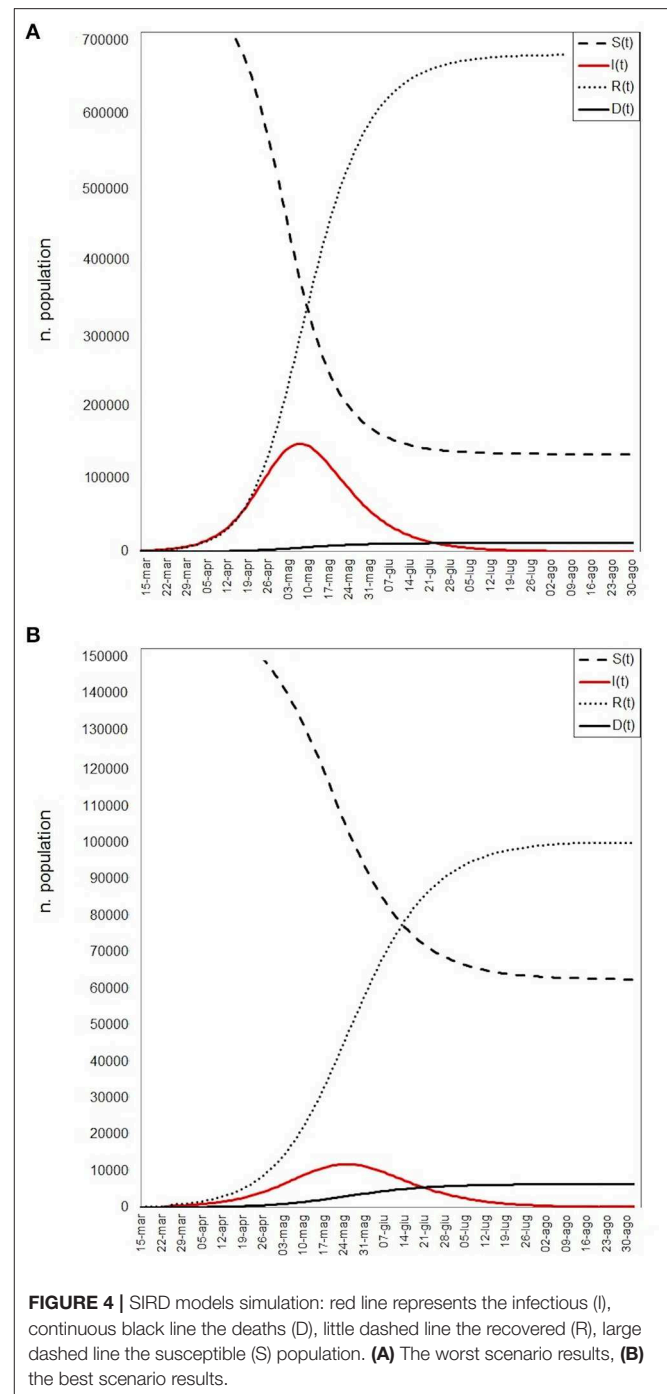 A
700000
600000
500000
400000
300000
200000
100000
0
n. population
S(t)
I(t)
R(t)
D(t)
15-mar
22-mar
29-mar
05-apr
12-apr
19-apr
26-apr
03-mag
10-mag
17-mag
24-mag
31-mag
07-giu
14-giu
21-giu
28-giu
05-lug
12-lug
19-lug
26-lug
02-ago
09-ago
16-ago
23-ago
30-ago
B
150000
140000
130000
120000
110000
100000
90000
80000
70000
60000
50000
40000
30000
20000
10000
0
n. population
S(t)
I(t)
R(t)
D(t)
15-mar
22-mar
29-mar
05-apr
12-apr
19-apr
26-apr
03-mag
10-mag
17-mag
24-mag
31-mag
07-giu
14-giu
21-giu
28-giu
05-lug
12-lug
19-lug
26-lug
02-ago
09-ago
16-ago
23-ago
30-ago
FIGURE 4 | SIRD models simulation: red line represents the infectious (I),
continuous black line the deaths (D), little dashed line the recovered (R), large
dashed line the susceptible (S) population. (A) The worst scenario results, (B)
the best scenario results.